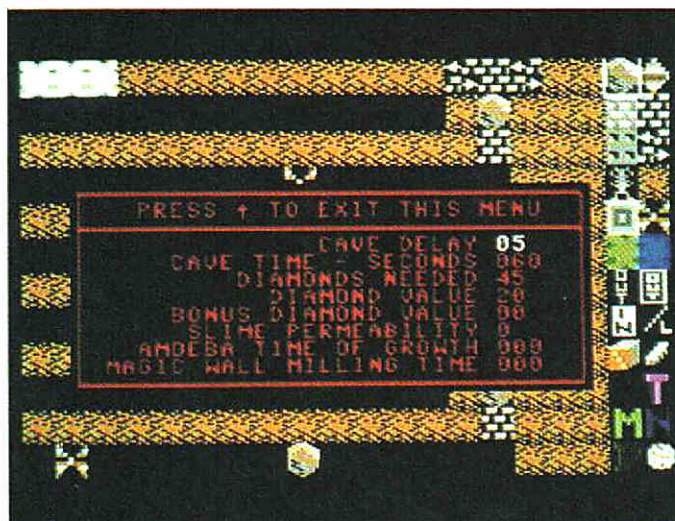 PRESS ↑ TO EXIT THIS MENU
CAVE DELAY 05
CAVE TIME - SECONDS 060
DIAMONDS NEEDED 45
DIAMOND VALUE 20
BONUS DIAMOND VALUE 00
SLIME PERMEABILITY 0
AMOEBA TIME OF GROWTH 000
MAGIC WALL MILLING TIME 000
OUT
IN
T
M
N